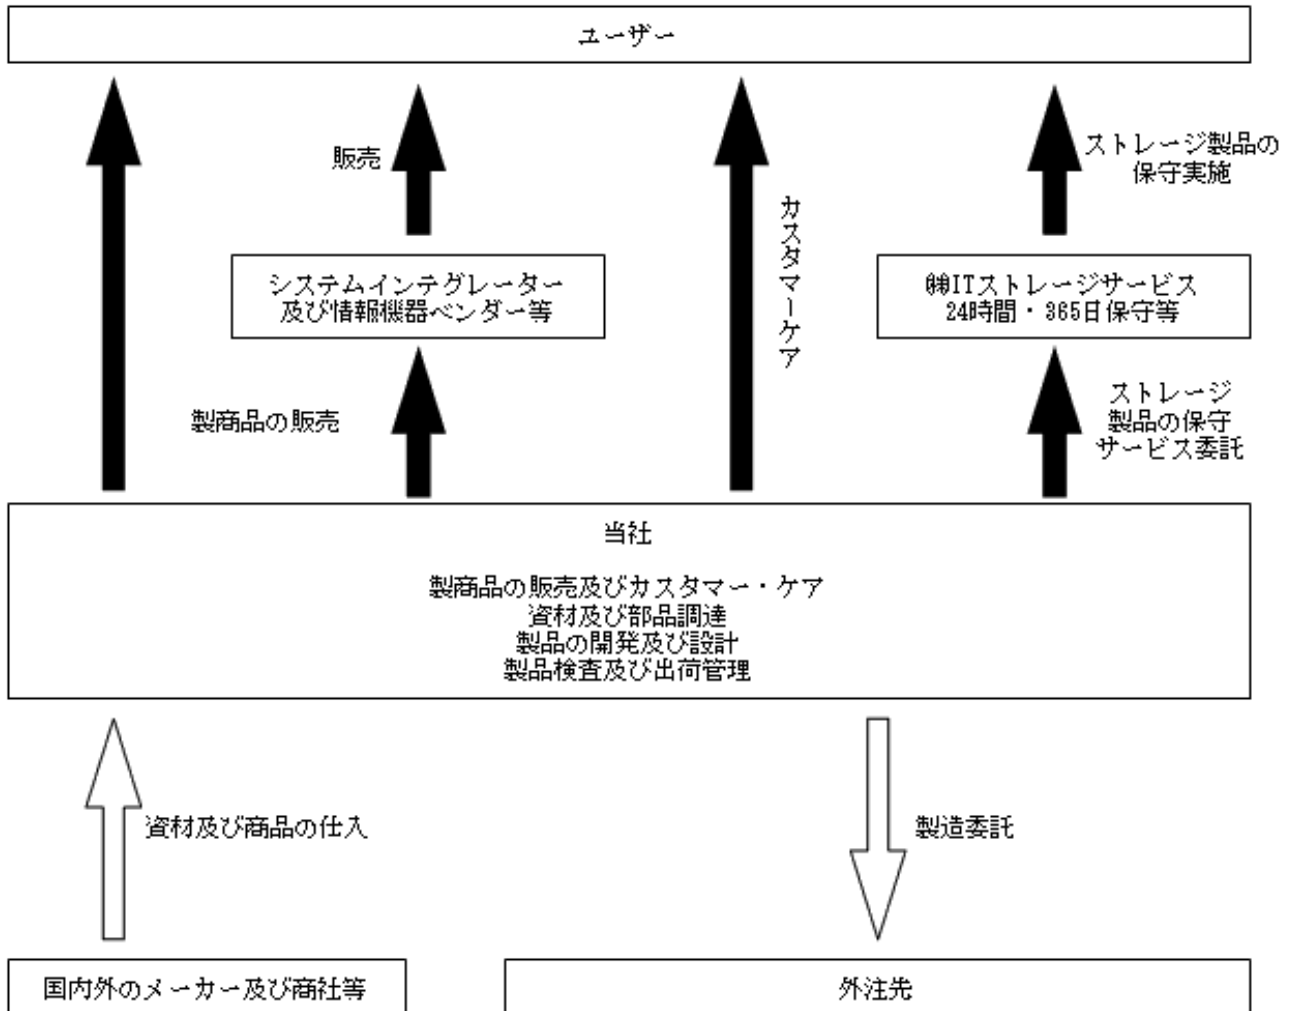 ユーザー
販売
ストレージ製品の
保守実施
カスタマーケア
システムインテグレーター
及び情報機器ベンダー等
㈱ITストレージサービス
24時間・365日保守等
製商品の販売
ストレージ
製品の保守
サービス委託
当社
製商品の販売及びカスタマー・ケア
資材及び部品調達
製品の開発及び設計
製品検査及び出荷管理
資材及び商品の仕入
製造委託
国内外のメーカー及び商社等
外注先